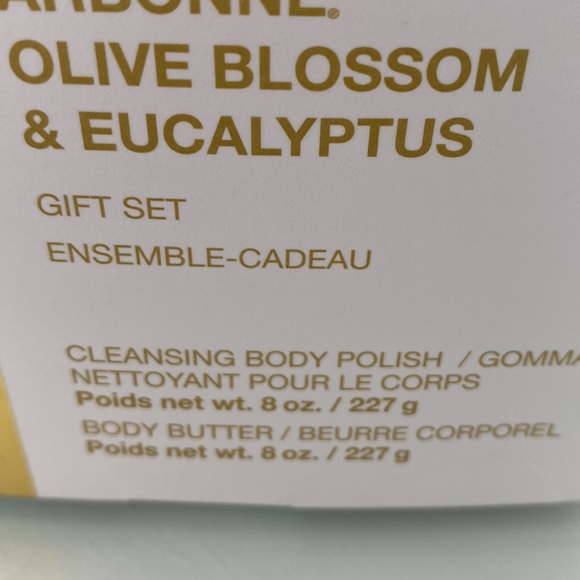 ARBONNE®
OLIVE BLOSSOM
& EUCALYPTUS
GIFT SET
ENSEMBLE-CADEAU
CLEANSING BODY POLISH / GOMMA
NETTOYANT POUR LE CORPS
Poids net wt. 8 oz. / 227 g
BODY BUTTER / BEURRE CORPOREL
Poids net wt. 8 oz. / 227 g